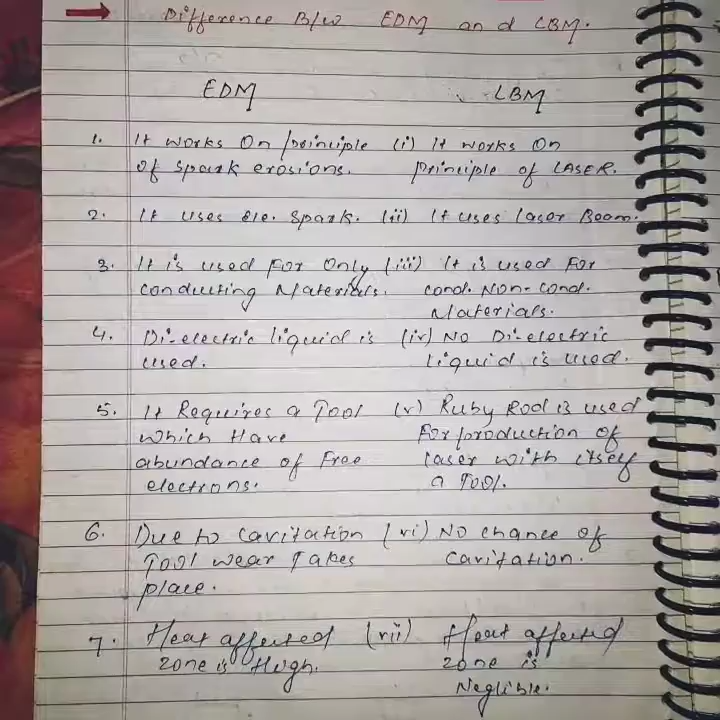 Difference B/w EDM and LBM.
EDM LBM
1. It works on principle (i) It works on
of spark erosions. principle of LASER.
2. It uses ele. spark. (ii) It uses laser Beam.
3. It is used for only (iii) It is used for
conducting Materials. cond. Non-cond.
Materials.
4. Di-electric liquid is (iv) No Di-electric
used. liquid is used.
5. It Requires a Tool (v) Ruby Rod is used
which Have For production of
abundance of free laser with itself
electrons. a Tool.
6. Due to cavitation (vi) No chance of
Tool wear Takes cavitation.
place.
7. Heat affected (vii) Heat affected
zone is High. zone is
Neglible.